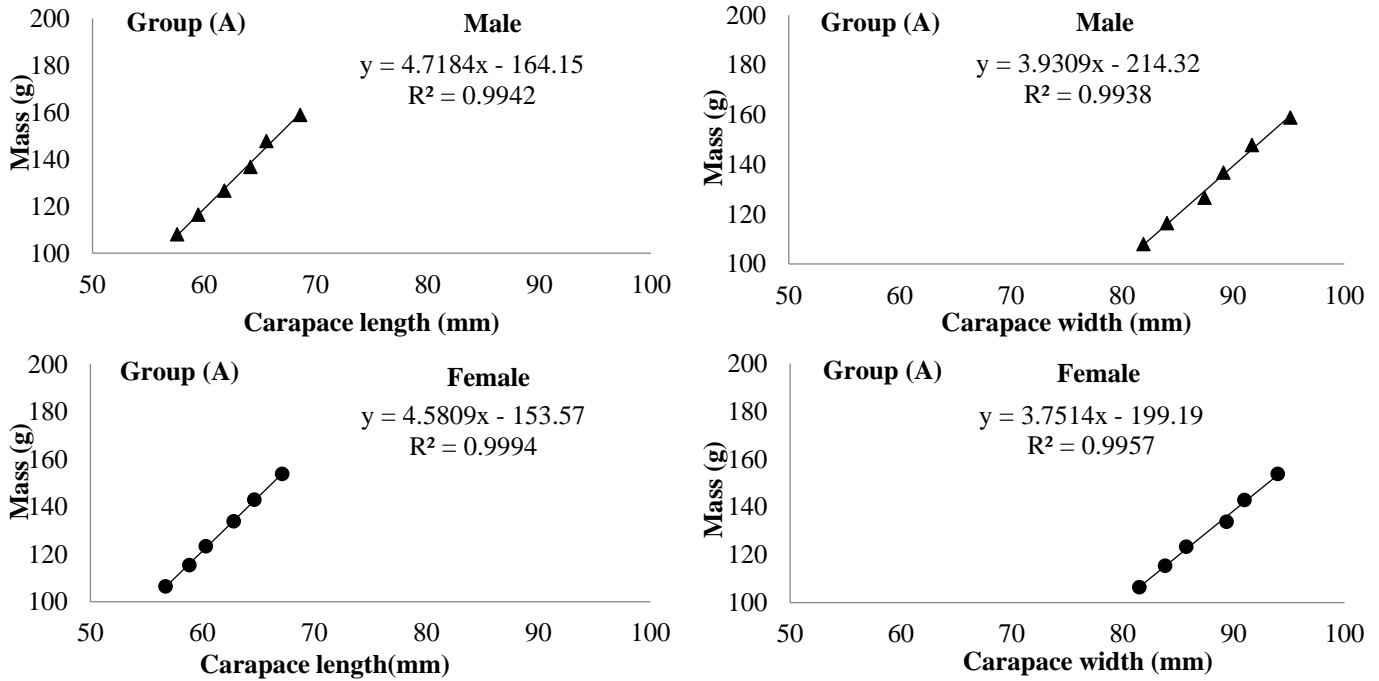 Group (A) Male
y = 4.7184x - 164.15
R² = 0.9942
Mass (g)
200
180
160
140
120
100
50 60 70 80 90 100
Carapace length (mm)
Group (A) Male
y = 3.9309x - 214.32
R² = 0.9938
Mass (g)
200
180
160
140
120
100
50 60 70 80 90 100
Carapace width (mm)
Group (A) Female
y = 4.5809x - 153.57
R² = 0.9994
Mass (g)
200
180
160
140
120
100
50 60 70 80 90 100
Carapace length(mm)
Group (A) Female
y = 3.7514x - 199.19
R² = 0.9957
Mass (g)
200
180
160
140
120
100
50 60 70 80 90 100
Carapace width (mm)